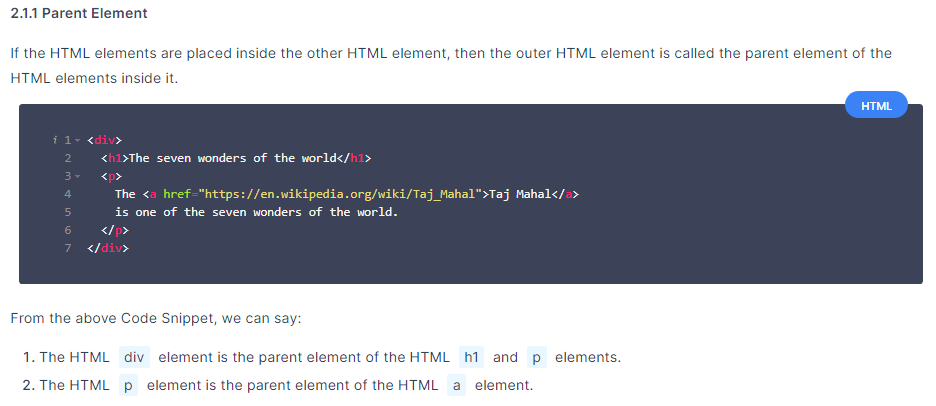 2.1.1 Parent Element
If the HTML elements are placed inside the other HTML element, then the outer HTML element is called the parent element of the
HTML elements inside it.
HTML
i 1 <div>
2 <h1>The seven wonders of the world</h1>
3 <p>
4 The <a href="https://en.wikipedia.org/wiki/Taj_Mahal">Taj Mahal</a>
5 is one of the seven wonders of the world.
6 </p>
7 </div>
From the above Code Snippet, we can say:
1. The HTML div element is the parent element of the HTML h1 and p elements.
2. The HTML p element is the parent element of the HTML a element.